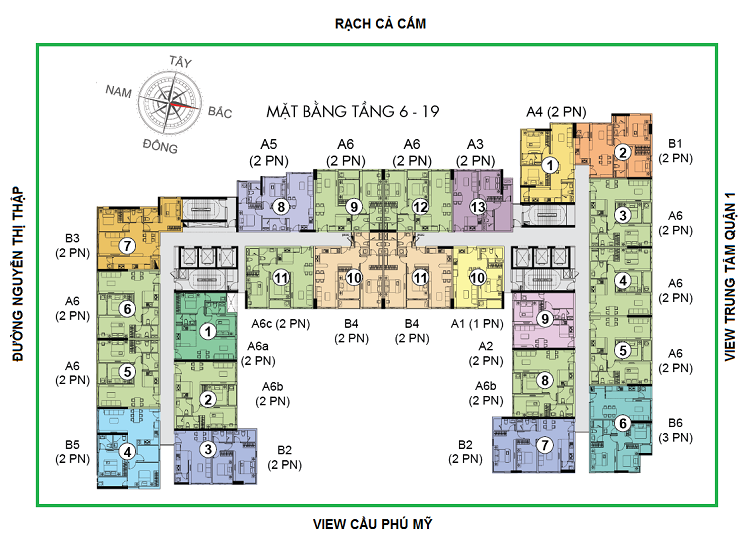 RẠCH CẢ CẤM
TÂY
NAM
BẮC
ĐÔNG
MẶT BẰNG TẦNG 6 - 19
A4 (2 PN)
A5
(2 PN)
A6
(2 PN)
A6
(2 PN)
A3
(2 PN)
B1
(2 PN)
1
2
8
9
12
13
3
A6
(2 PN)
B3
(2 PN)
7
11
10
11
10
4
A6
(2 PN)
A6
(2 PN)
6
1
A6c (2 PN)
B4
(2 PN)
B4
(2 PN)
A1 (1 PN)
9
A6a
(2 PN)
A2
(2 PN)
5
A6
(2 PN)
A6
(2 PN)
5
2
A6b
(2 PN)
A6b
(2 PN)
8
B5
(2 PN)
4
3
B2
(2 PN)
B2
(2 PN)
7
6
B6
(3 PN)
ĐƯỜNG NGUYỄN THỊ THẬP
VIEW TRUNG TÂM QUẬN 1
VIEW CẦU PHÚ MỸ